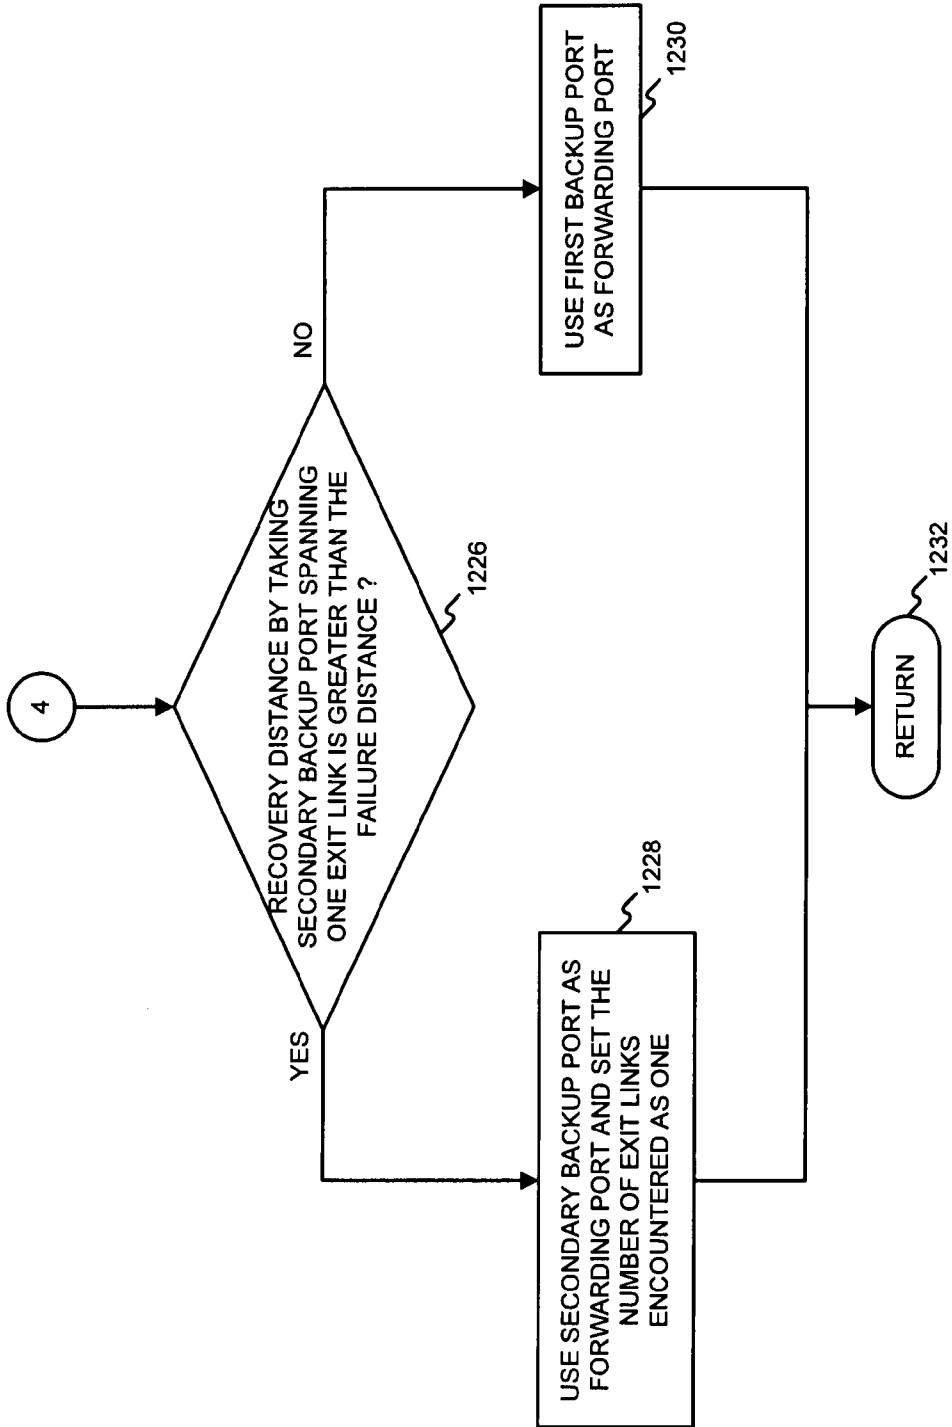 4
RECOVERY DISTANCE BY TAKING
SECONDARY BACKUP PORT SPANNING
ONE EXIT LINK IS GREATER THAN THE
FAILURE DISTANCE ?
1226
YES
NO
USE SECONDARY BACKUP PORT AS
FORWARDING PORT AND SET THE
NUMBER OF EXIT LINKS
ENCOUNTERED AS ONE
1228
USE FIRST BACKUP PORT
AS FORWARDING PORT
1230
RETURN
1232